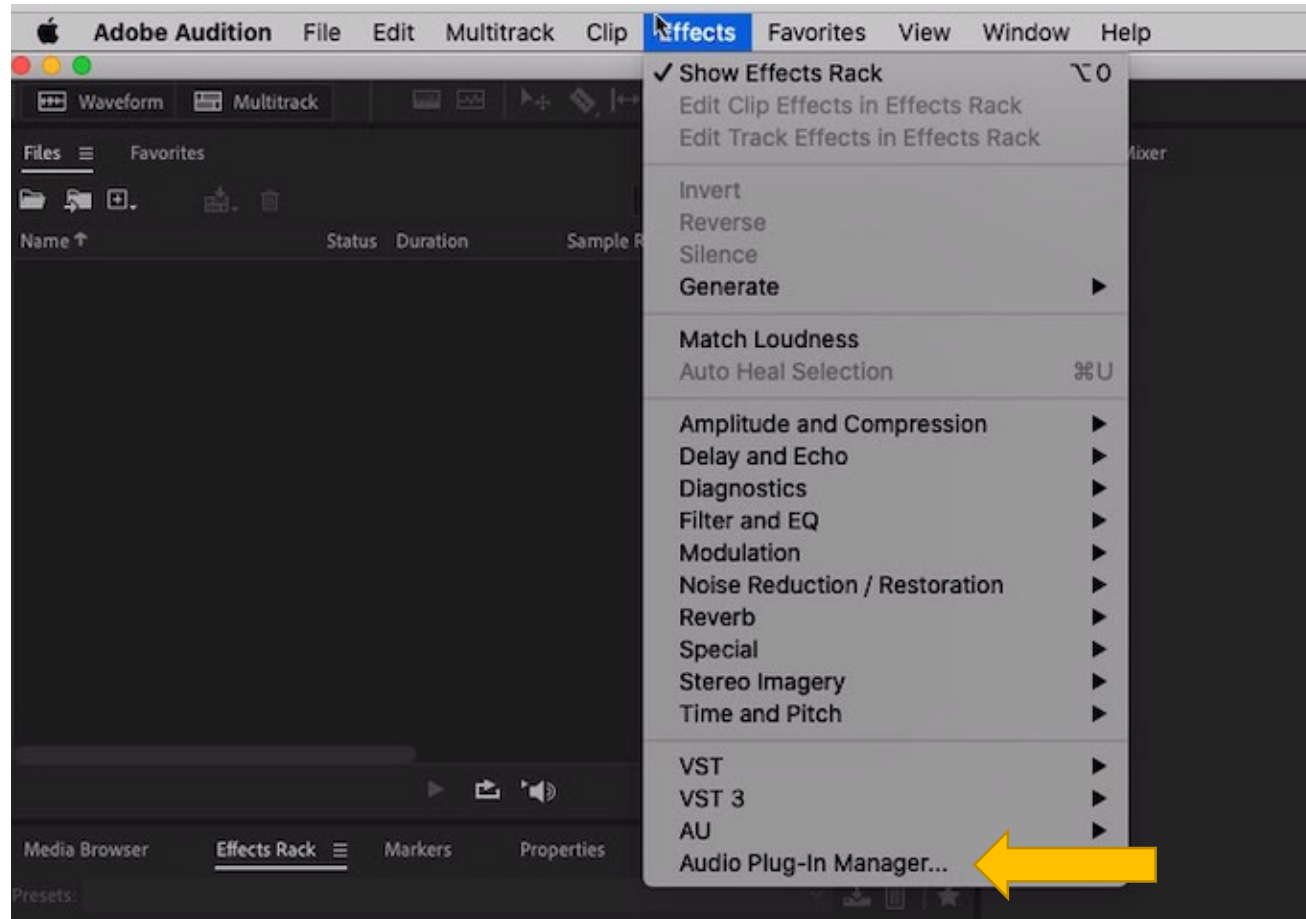 Adobe Audition File Edit Multitrack Clip Effects Favorites View Window Help
Waveform Multitrack
Files Favorites
Name Status Duration Sample R
✓ Show Effects Rack ⌥0
Edit Clip Effects in Effects Rack
Edit Track Effects in Effects Rack
Mixer
Invert
Reverse
Silence
Generate
Match Loudness
Auto Heal Selection ⌘U
Amplitude and Compression
Delay and Echo
Diagnostics
Filter and EQ
Modulation
Noise Reduction / Restoration
Reverb
Special
Stereo Imagery
Time and Pitch
VST
VST 3
AU
Audio Plug-In Manager...
Media Browser Effects Rack Markers Properties
Presets: